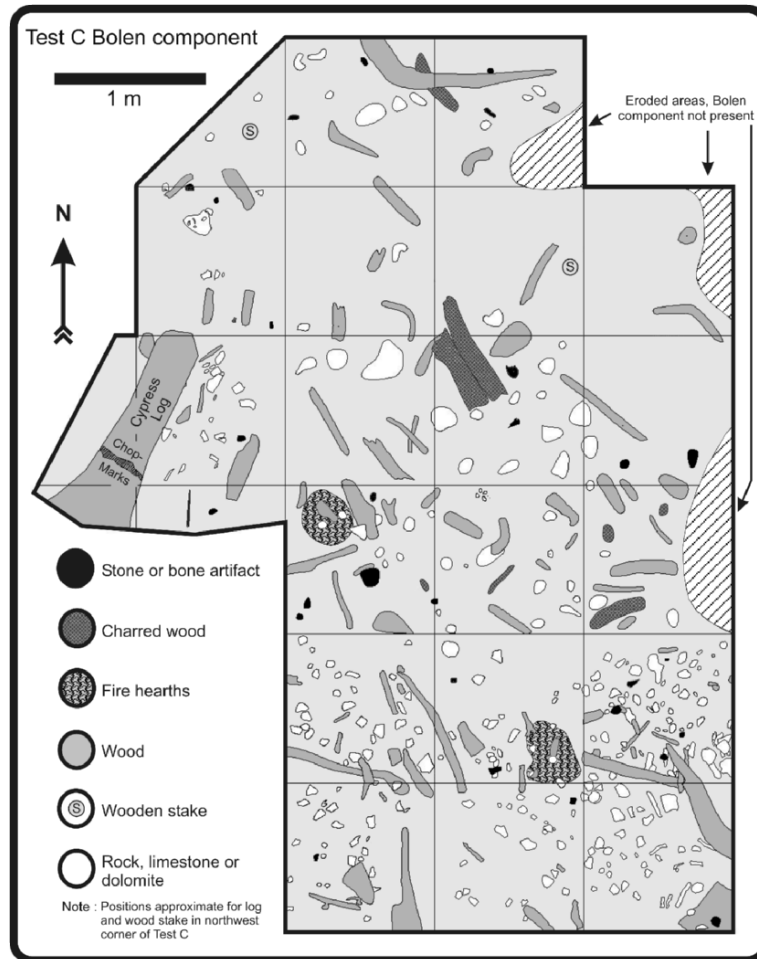 Test C Bolen component
1 m
Eroded areas, Bolen
component not present
N
S
S
Cypress
Log
Chop-
Marks
Stone or bone artifact
Charred wood
Fire hearths
Wood
S
Wooden stake
Rock, limestone or
dolomite
Note : Positions approximate for log
and wood stake in northwest
corner of Test C